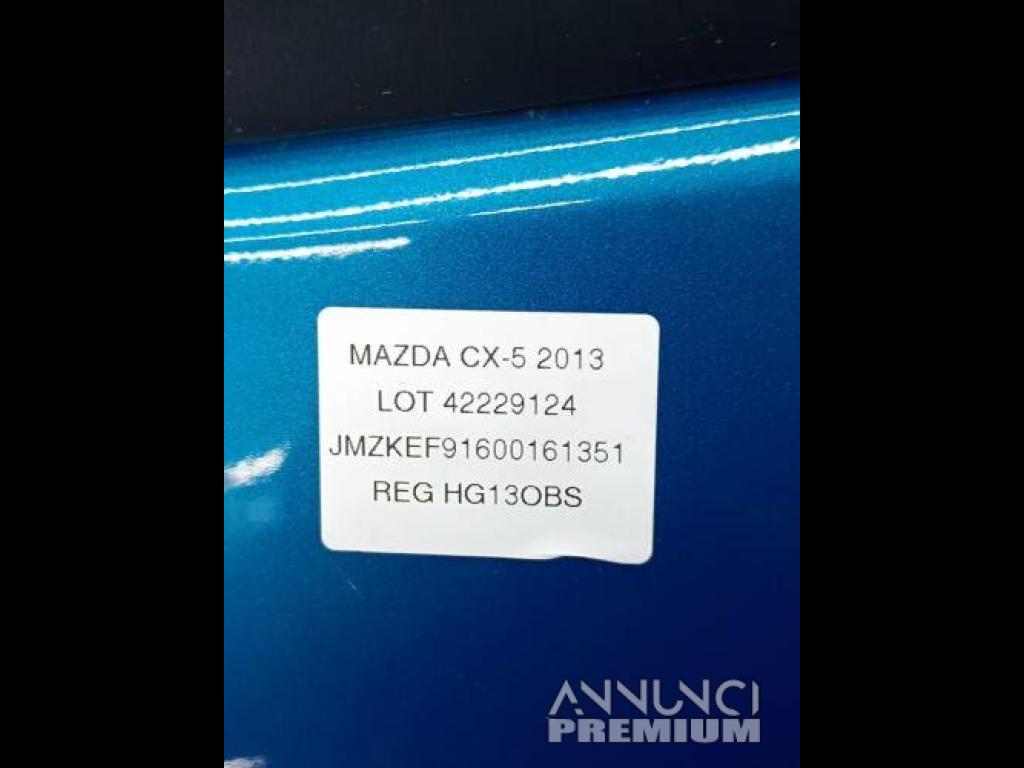 MAZDA CX-5 2013
LOT 42229124
JMZKEF91600161351
REG HG13OBS
ANNUNCI
PREMIUM